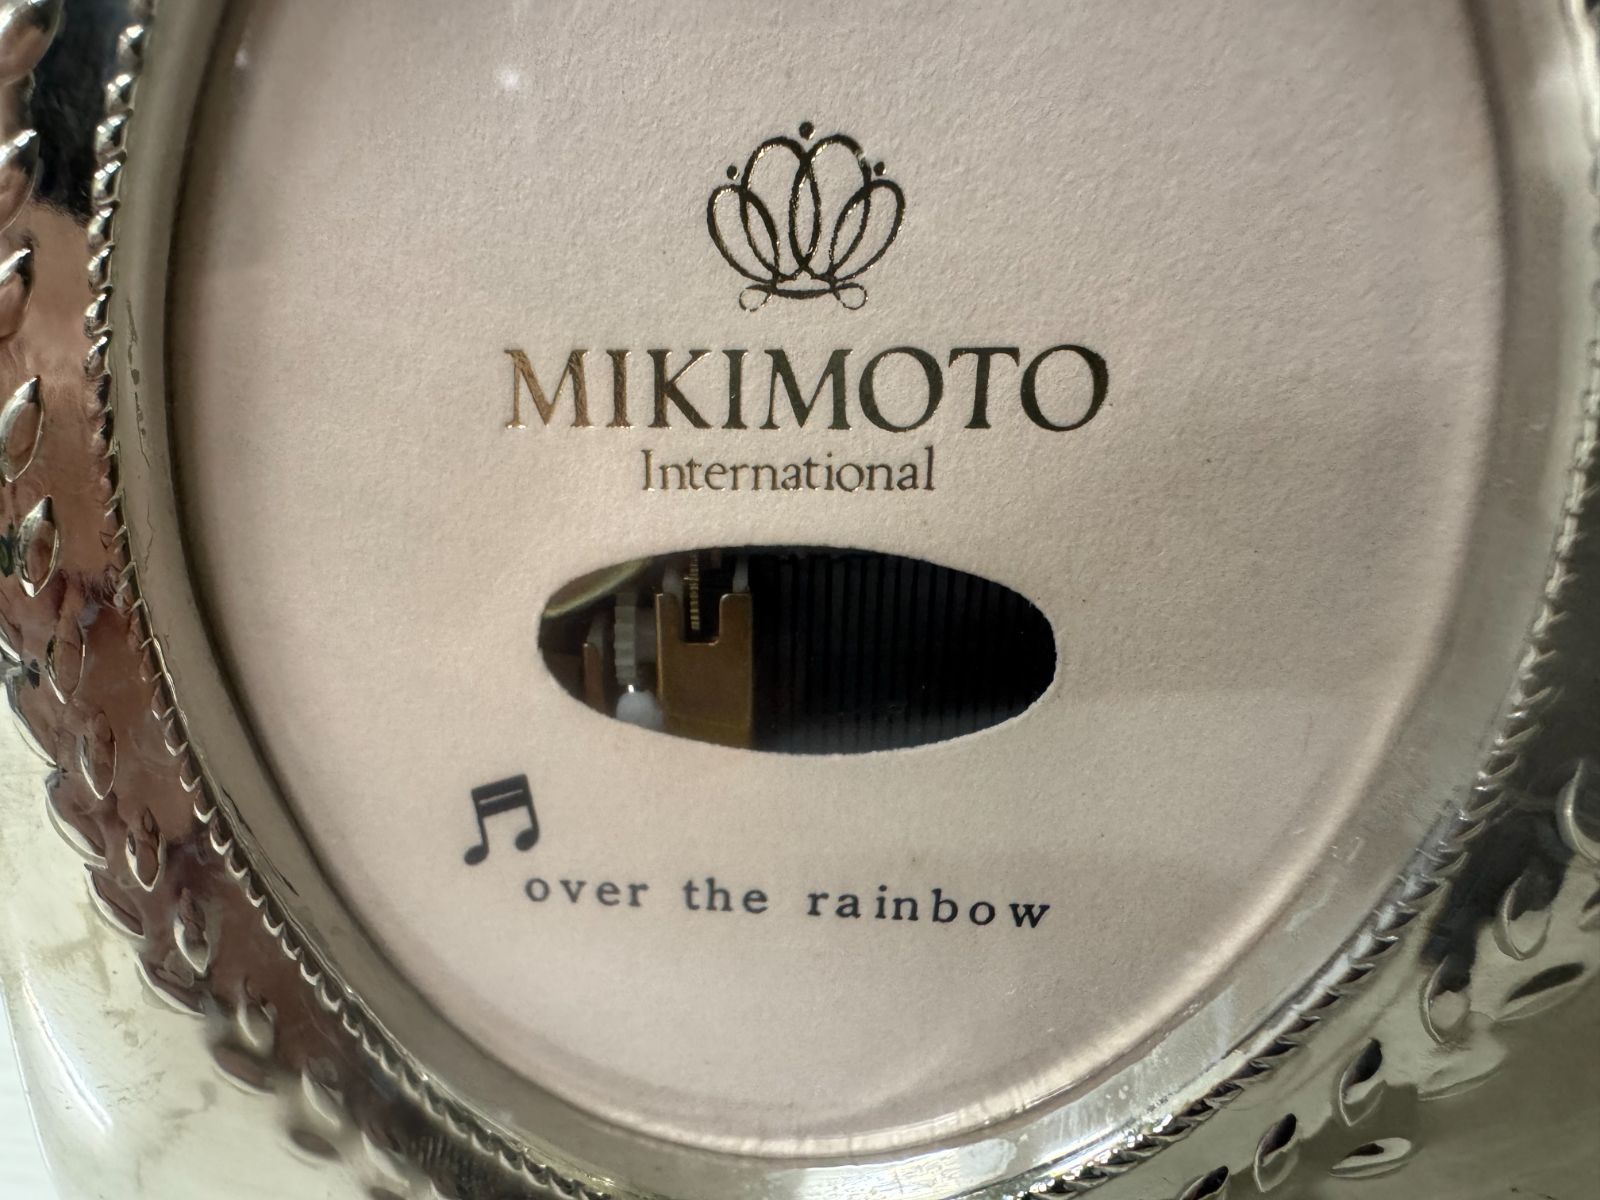 MIKIMOTO
International
over the rainbow